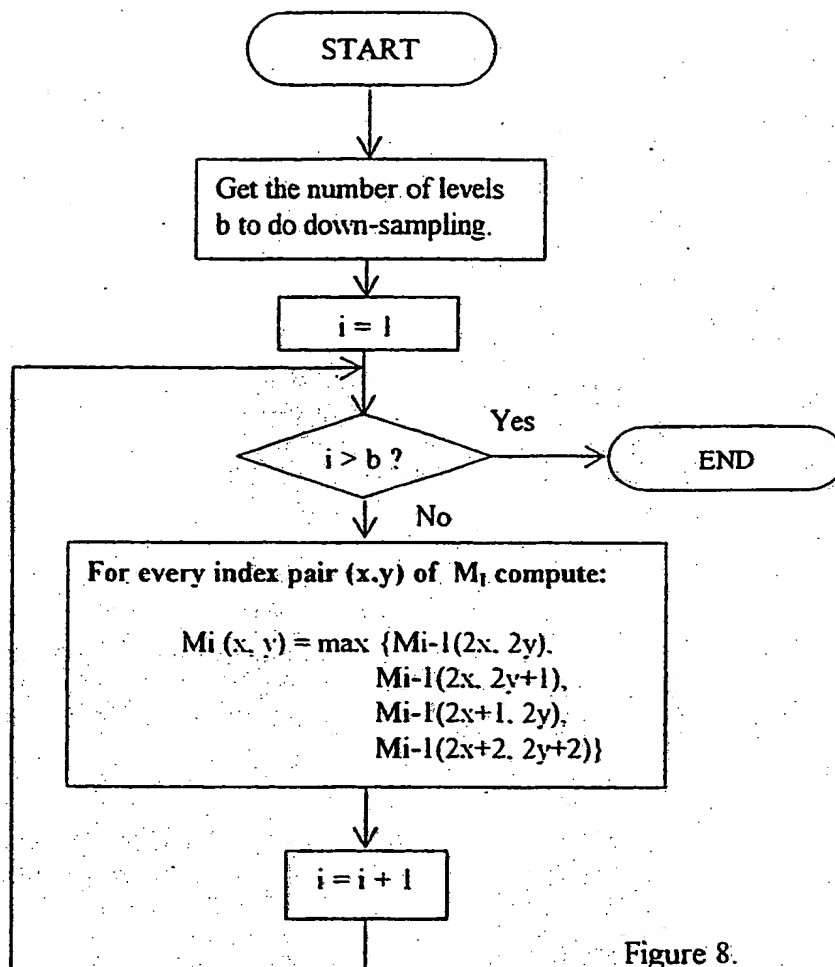 START
Get the number of levels
b to do down-sampling.
i = 1
i > b ?
Yes
END
No
For every index pair (x.y) of M_I compute:
Mi (x, y) = max {Mi-1(2x, 2y).
Mi-1(2x. 2y+1),
Mi-1(2x+1, 2y),
Mi-1(2x+2, 2y+2)}
i = i + 1
Figure 8.